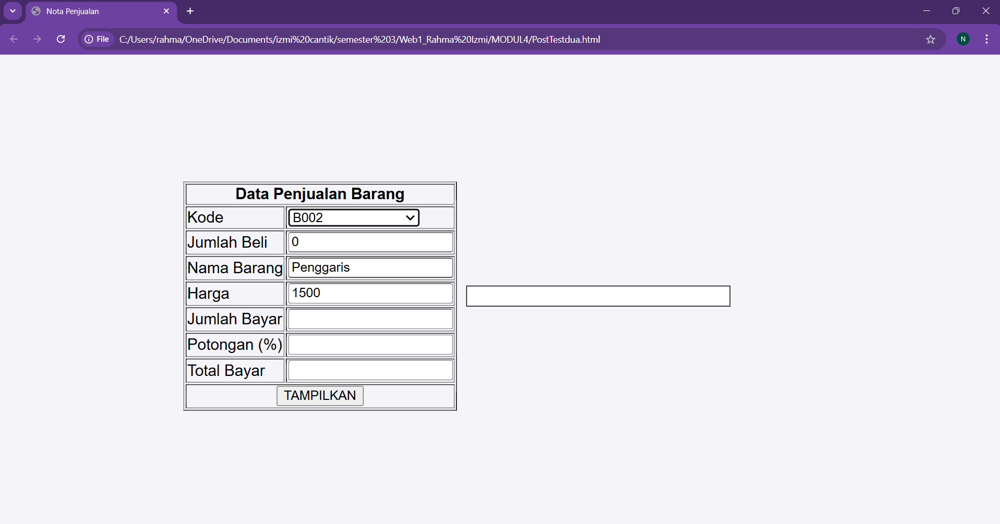 Nota Penjualan
File C:/Users/rahma/OneDrive/Documents/izmi%20cantik/semester%203/Web1_Rahma%20Izmi/MODUL4/PostTestdua.html
N
Data Penjualan Barang
Kode B002
Jumlah Beli 0
Nama Barang Penggaris
Harga 1500
Jumlah Bayar
Potongan (%)
Total Bayar
TAMPILKAN